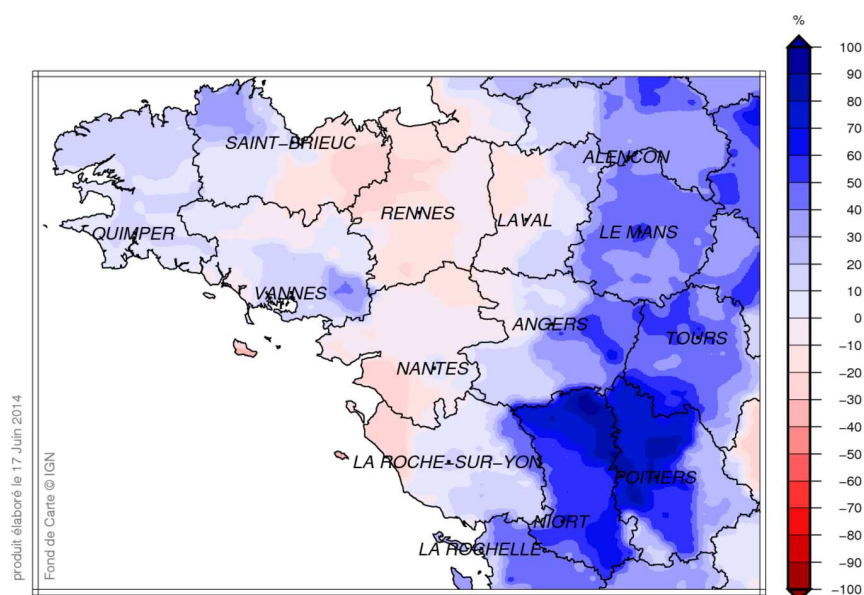 %
100
90
80
70
60
50
40
30
20
10
0
−10
−20
−30
−40
−50
−60
−70
−80
−90
−100
SAINT−BRIEUC
ALENCON
QUIMPER
RENNES
LAVAL
LE MANS
VANNES
ANGERS
TOURS
NANTES
LA ROCHE−SUR−YON
POITIERS
NIORT
LA ROCHELLE
produit élaboré le 17 Juin 2014
Fond de Carte © IGN